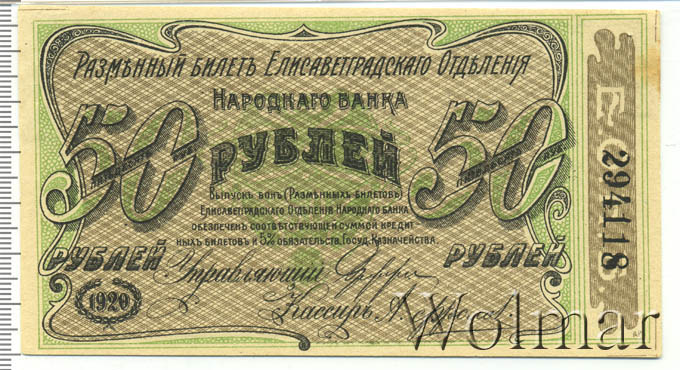 Размѣнный Билетъ Елисаветградскаго Отдѣленія
Народнаго Банка
50 50
РУБЛЕЙ
Выпускъ бонъ (Размѣнныхъ билетовъ)
Елисаветградскаго Отдѣленія Народнаго Банка
обезпеченъ соотвѣтствующей суммой кредит
ныхъ билетовъ и 5% обязательствъ Госуд. Казначейства.
РУБЛЕЙ РУБЛЕЙ
Управляющій
1920
Кассиръ
294118
Wolmar